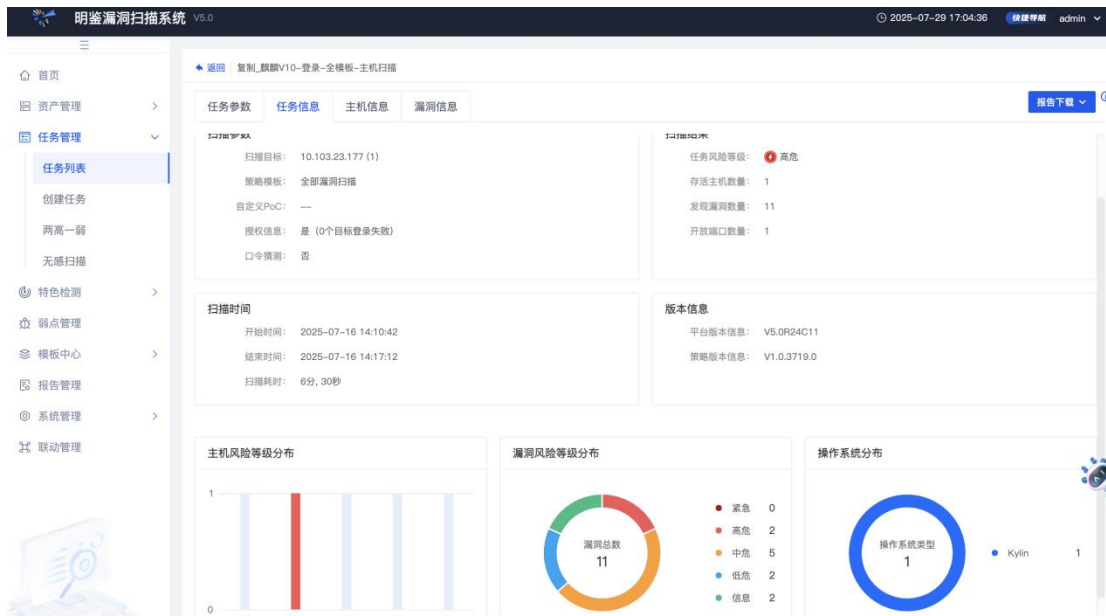 明鉴漏洞扫描系统 V5.0
2025-07-29 17:04:36 快捷导航 admin
首页
资产管理
任务管理
任务列表
创建任务
两高一弱
无感扫描
特色检测
弱点管理
模板中心
报告管理
系统管理
联动管理
返回 复制_麒麟V10-登录-全模板-主机扫描
任务参数 任务信息 主机信息 漏洞信息 报告下载
扫描参数
扫描目标: 10.103.23.177 (1)
策略模板: 全部漏洞扫描
自定义PoC: --
授权信息: 是（0个目标登录失败）
口令猜测: 否
扫描结果
任务风险等级: 高危
存活主机数量: 1
发现漏洞数量: 11
开放端口数量: 1
扫描时间
开始时间: 2025-07-16 14:10:42
结束时间: 2025-07-16 14:17:12
扫描耗时: 6分, 30秒
版本信息
平台版本信息: V5.0R24C11
策略版本信息: V1.0.3719.0
主机风险等级分布
1
0
漏洞风险等级分布
漏洞总数
11
紧急 0
高危 2
中危 5
低危 2
信息 2
操作系统分布
操作系统类型
1
Kylin 1